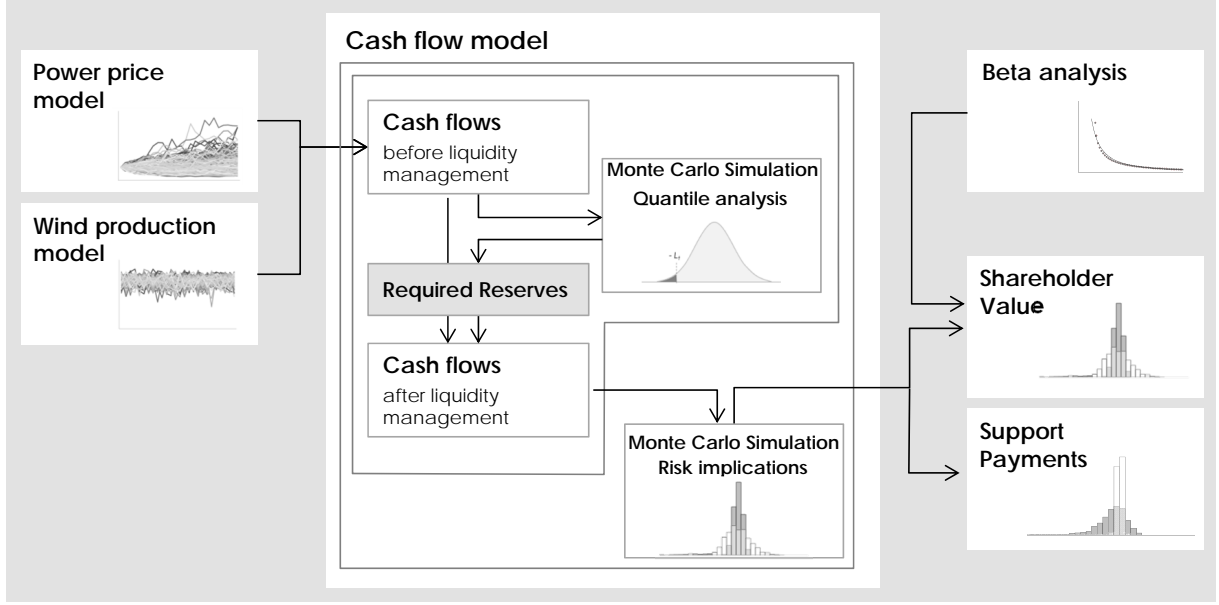 Cash flow model
Power price
model
Wind production
model
Cash flows
before liquidity
management
Monte Carlo Simulation
Quantile analysis
- Lf
Required Reserves
Cash flows
after liquidity
management
Monte Carlo Simulation
Risk implications
Beta analysis
Shareholder
Value
Support
Payments